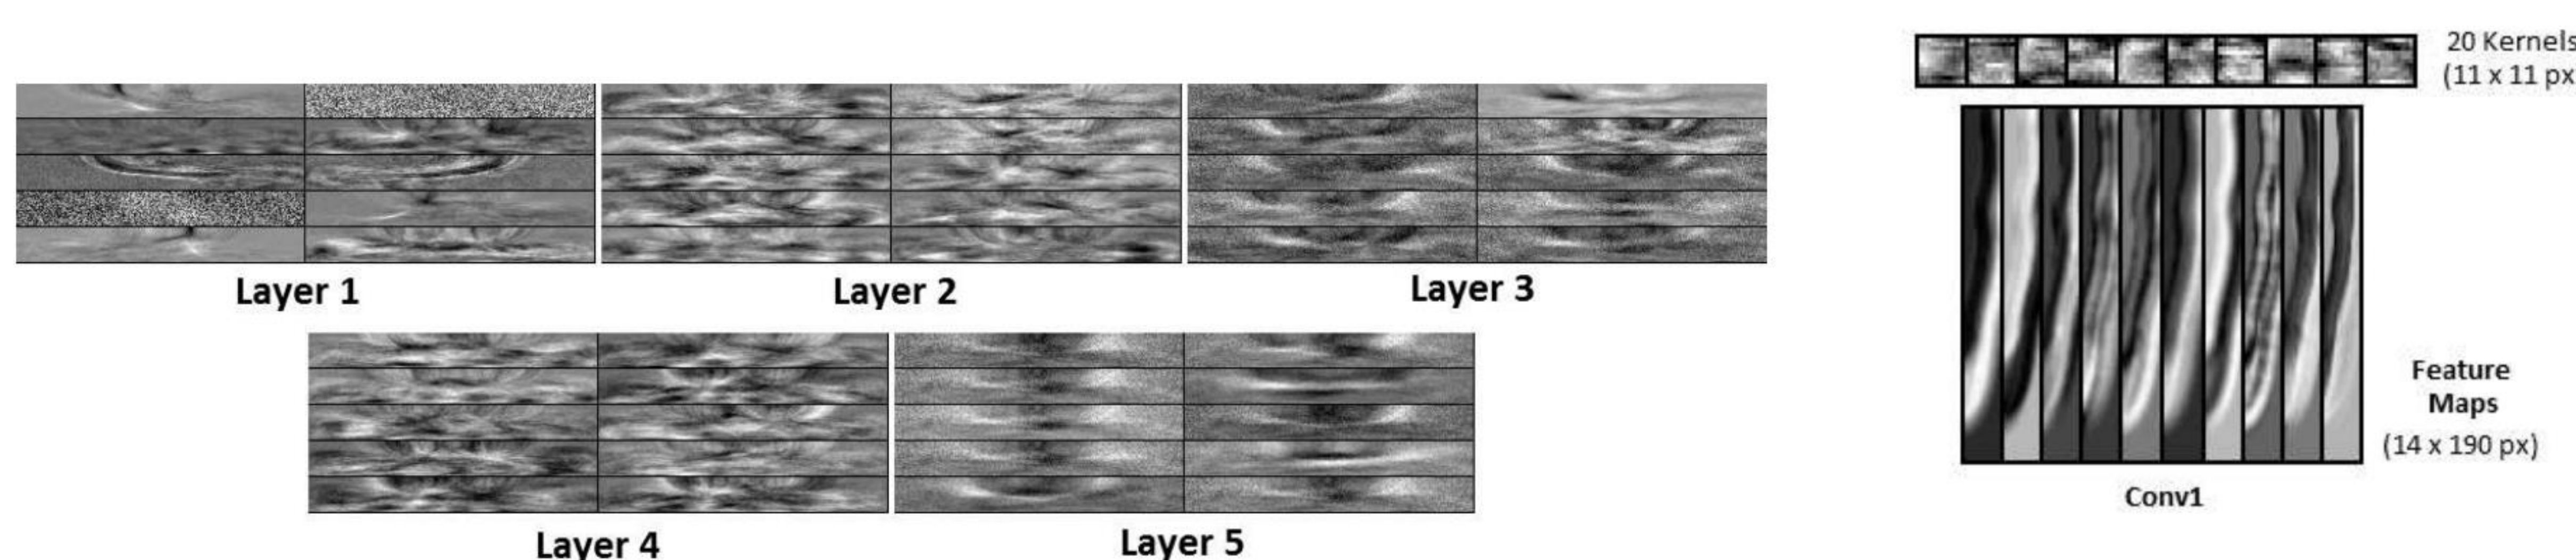 Layer 1
Layer 2
Layer 3
Layer 4
Layer 5
20 Kernels
(11 x 11 px
Feature
Maps
(14 x 190 px)
Conv1